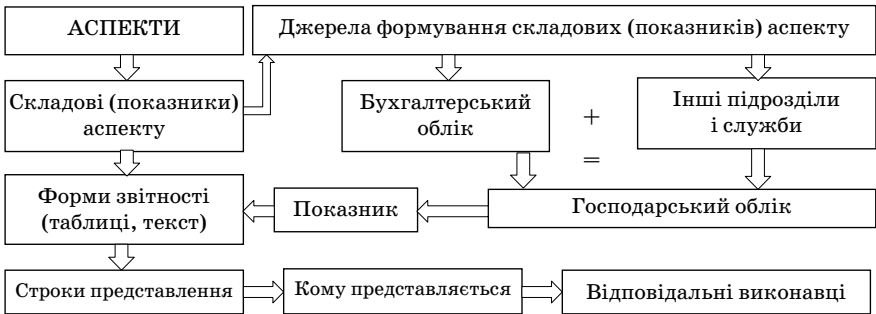 АСПЕКТИ
Джерела формування складових (показників) аспекту
Складові (показники)
аспекту
Бухгалтерський
облік
+
=
Інші підрозділи
і служби
Форми звітності
(таблиці, текст)
Показник
Господарський облік
Строки представлення
Кому представляється
Відповідальні виконавці